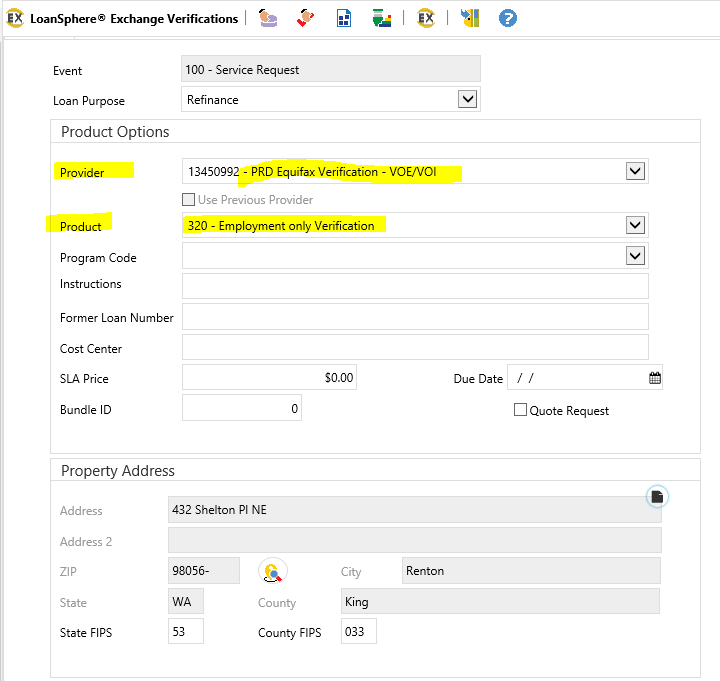 EX LoanSphere® Exchange Verifications EX ?
Event 100 - Service Request
Loan Purpose Refinance
Product Options
Provider 13450992 - PRD Equifax Verification - VOE/VOI
Use Previous Provider
Product 320 - Employment only Verification
Program Code
Instructions
Former Loan Number
Cost Center
SLA Price $0.00 Due Date / /
Bundle ID 0 Quote Request
Property Address
Address 432 Shelton Pl NE
Address 2
ZIP 98056- City Renton
State WA County King
State FIPS 53 County FIPS 033